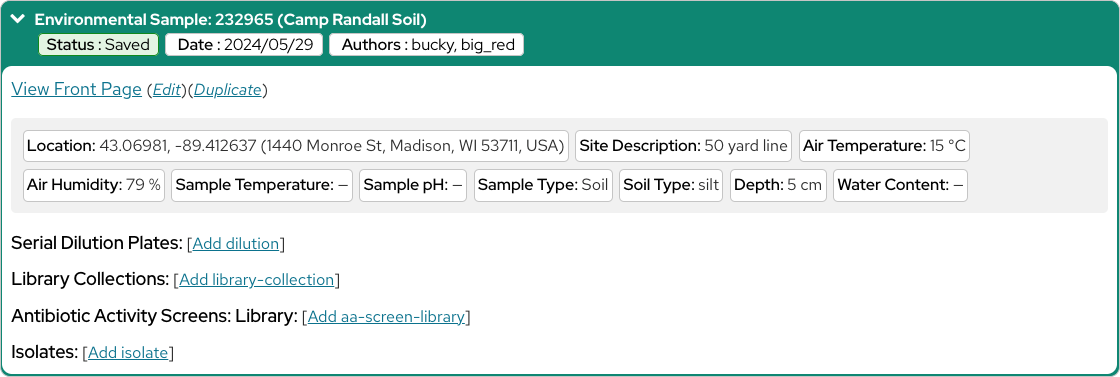 Environmental Sample: 232965 (Camp Randall Soil)
Status : Saved Date : 2024/05/29 Authors : bucky, big_red
View Front Page (Edit)(Duplicate)
Location: 43.06981, -89.412637 (1440 Monroe St, Madison, WI 53711, USA) Site Description: 50 yard line Air Temperature: 15 °C
Air Humidity: 79 % Sample Temperature: — Sample pH: — Sample Type: Soil Soil Type: silt Depth: 5 cm Water Content: —
Serial Dilution Plates: [Add dilution]
Library Collections: [Add library-collection]
Antibiotic Activity Screens: Library: [Add aa-screen-library]
Isolates: [Add isolate]